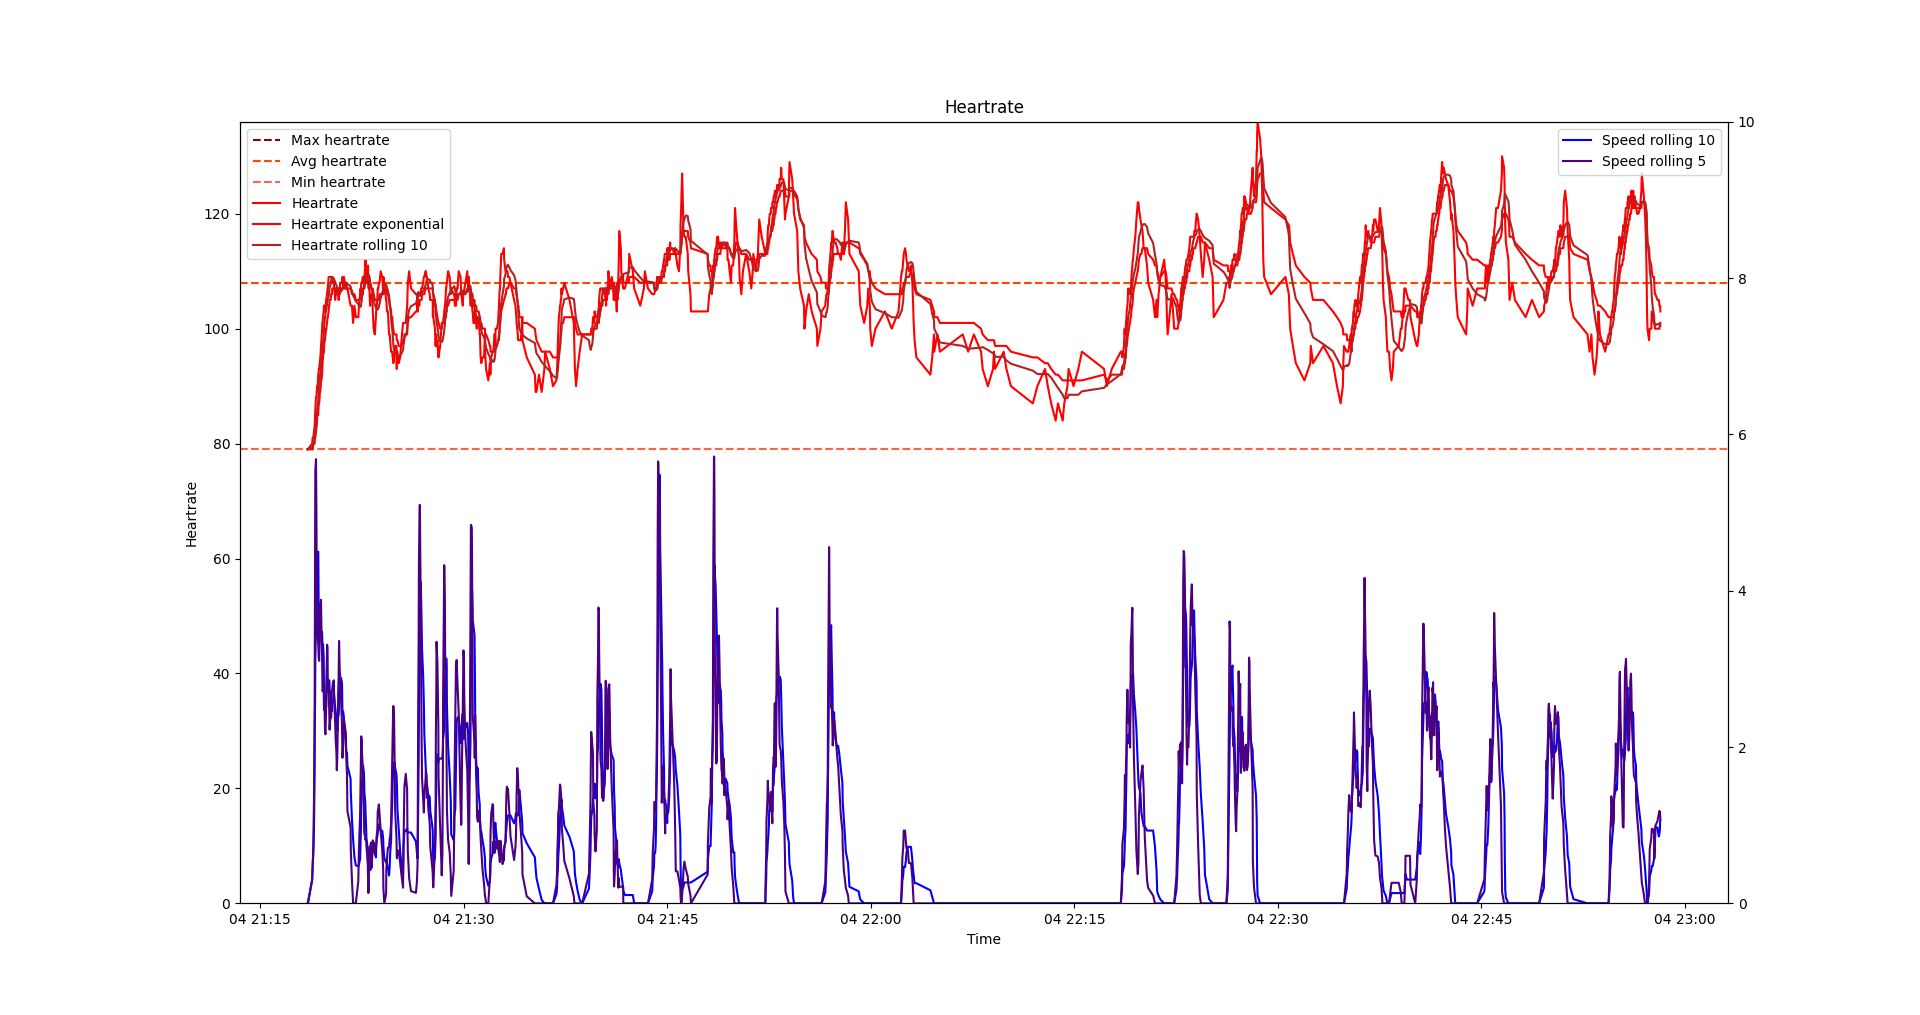 Heartrate
Max heartrate
Avg heartrate
Min heartrate
Heartrate
Heartrate exponential
Heartrate rolling 10
Speed rolling 10
Speed rolling 5
120
100
80
60
40
20
0
Heartrate
10
8
6
4
2
0
04 21:15
04 21:30
04 21:45
04 22:00
04 22:15
04 22:30
04 22:45
04 23:00
Time